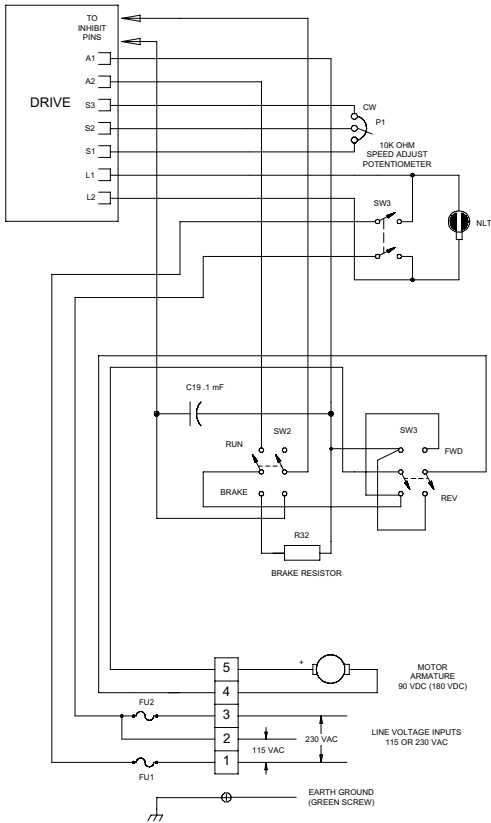 TO
INHIBIT
PINS
A1
A2
DRIVE
S3
S2
S1
L1
L2
CW
P1
10K OHM
SPEED ADJUST
POTENTIOMETER
SW3
NLT
C19 .1 mF
RUN
SW2
BRAKE
SW3
FWD
REV
R32
BRAKE RESISTOR
5
4
3
2
1
+
MOTOR
ARMATURE
90 VDC (180 VDC)
FU2
FU1
115 VAC
230 VAC
LINE VOLTAGE INPUTS
115 OR 230 VAC
EARTH GROUND
(GREEN SCREW)